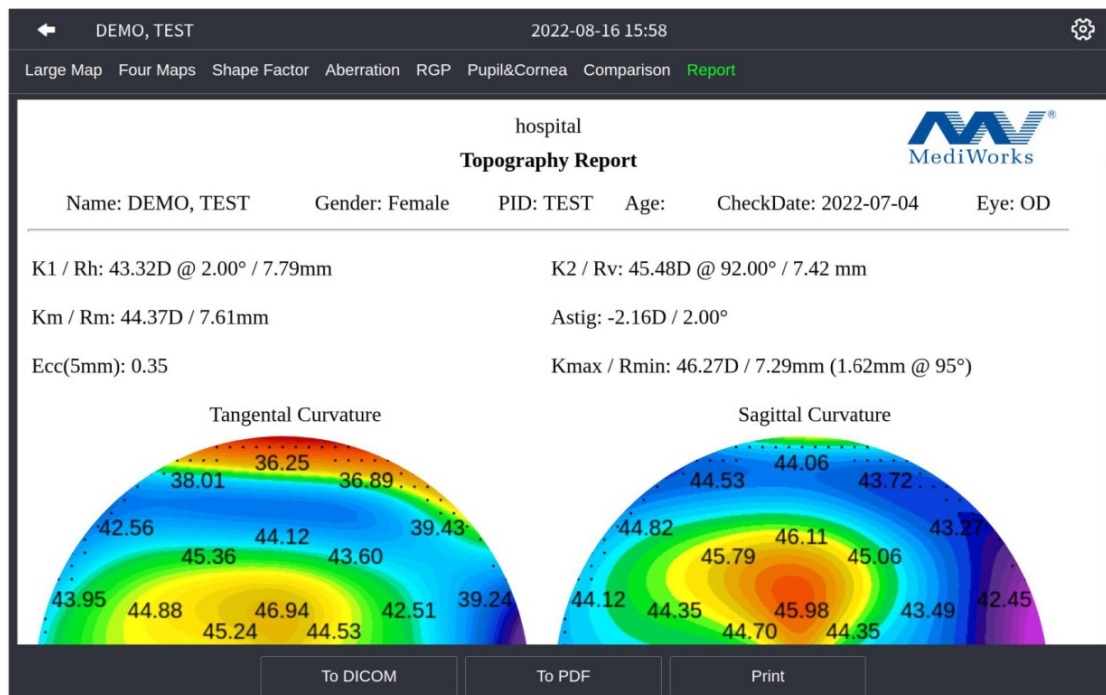 DEMO, TEST 2022-08-16 15:58
Large Map Four Maps Shape Factor Aberration RGP Pupil&Cornea Comparison Report
hospital
Topography Report
MediWorks
®
Name: DEMO, TEST Gender: Female PID: TEST Age: CheckDate: 2022-07-04 Eye: OD
K1 / Rh: 43.32D @ 2.00° / 7.79mm K2 / Rv: 45.48D @ 92.00° / 7.42 mm
Km / Rm: 44.37D / 7.61mm Astig: -2.16D / 2.00°
Ecc(5mm): 0.35 Kmax / Rmin: 46.27D / 7.29mm (1.62mm @ 95°)
Tangental Curvature Sagittal Curvature
36.25 44.06
38.01 36.89 44.53 43.72
42.56 44.12 39.43 44.82 46.11 43.27
45.36 43.60 45.79 45.06
43.95 44.88 46.94 42.51 39.24 44.12 44.35 45.98 43.49 42.45
45.24 44.53 44.70 44.35
To DICOM To PDF Print